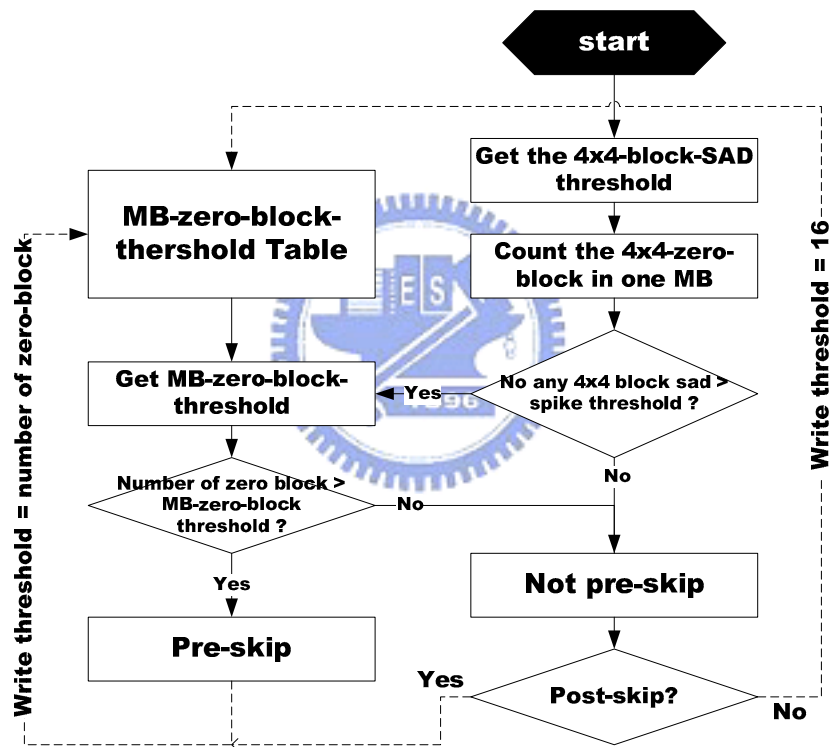 start
Get the 4x4-block-SAD
threshold
MB-zero-block-
thershold Table
Count the 4x4-zero-
block in one MB
ES
Get MB-zero-block-
threshold
Yes
No any 4x4 block sad >
spike threshold ?
1896
No
Number of zero block >
MB-zero-block
threshold ?
No
Yes
Not pre-skip
Pre-skip
Yes
Post-skip?
No
Write threshold = number of zero-block
Write threshold = 16